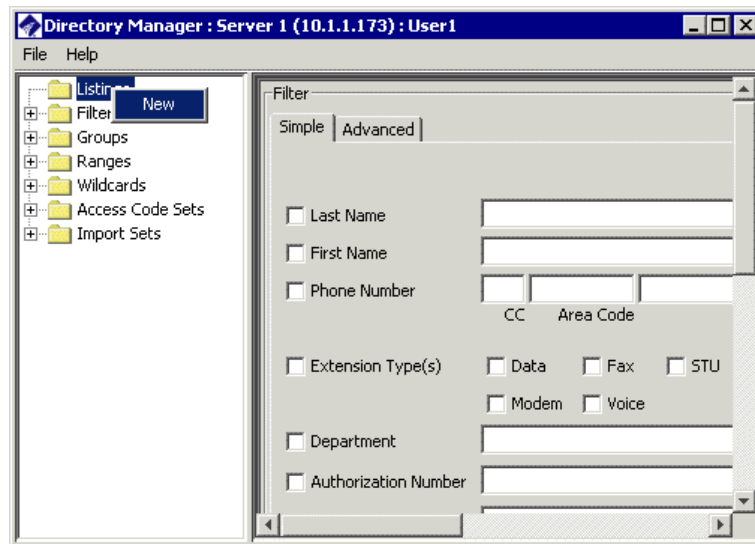 Directory Manager : Server 1 (10.1.1.173) : User1
File Help
Listings
New
Filter
Groups
Ranges
Wildcards
Access Code Sets
Import Sets
Filter
Simple Advanced
Last Name
First Name
Phone Number
CC Area Code
Extension Type(s) Data Fax STU
Modem Voice
Department
Authorization Number